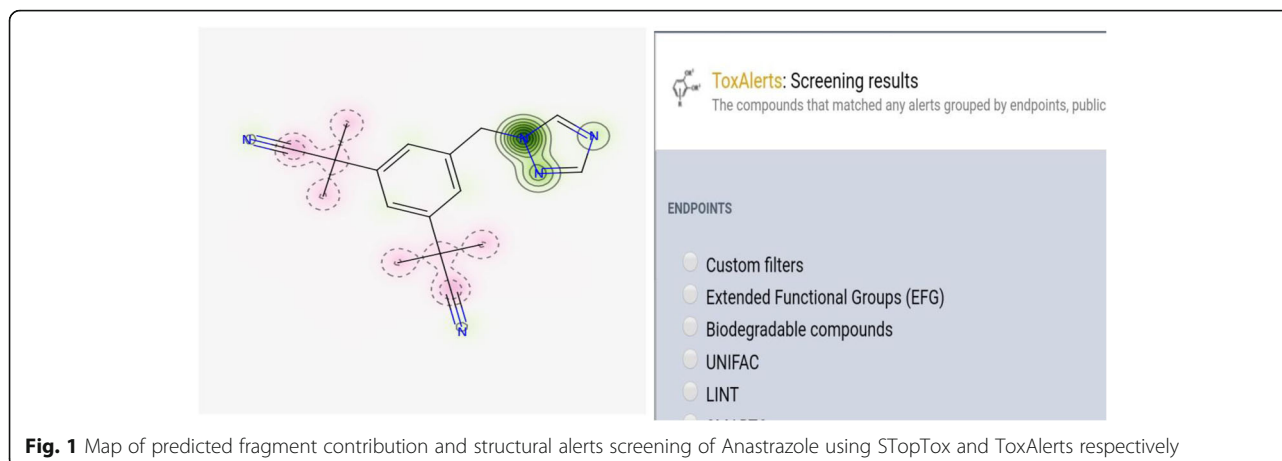 N
N
N
N
N
ToxAlerts: Screening results
The compounds that matched any alerts grouped by endpoints, public
ENDPOINTS
Custom filters
Extended Functional Groups (EFG)
Biodegradable compounds
UNIFAC
LINT
Fig. 1 Map of predicted fragment contribution and structural alerts screening of Anastrazole using STopTox and ToxAlerts respectively